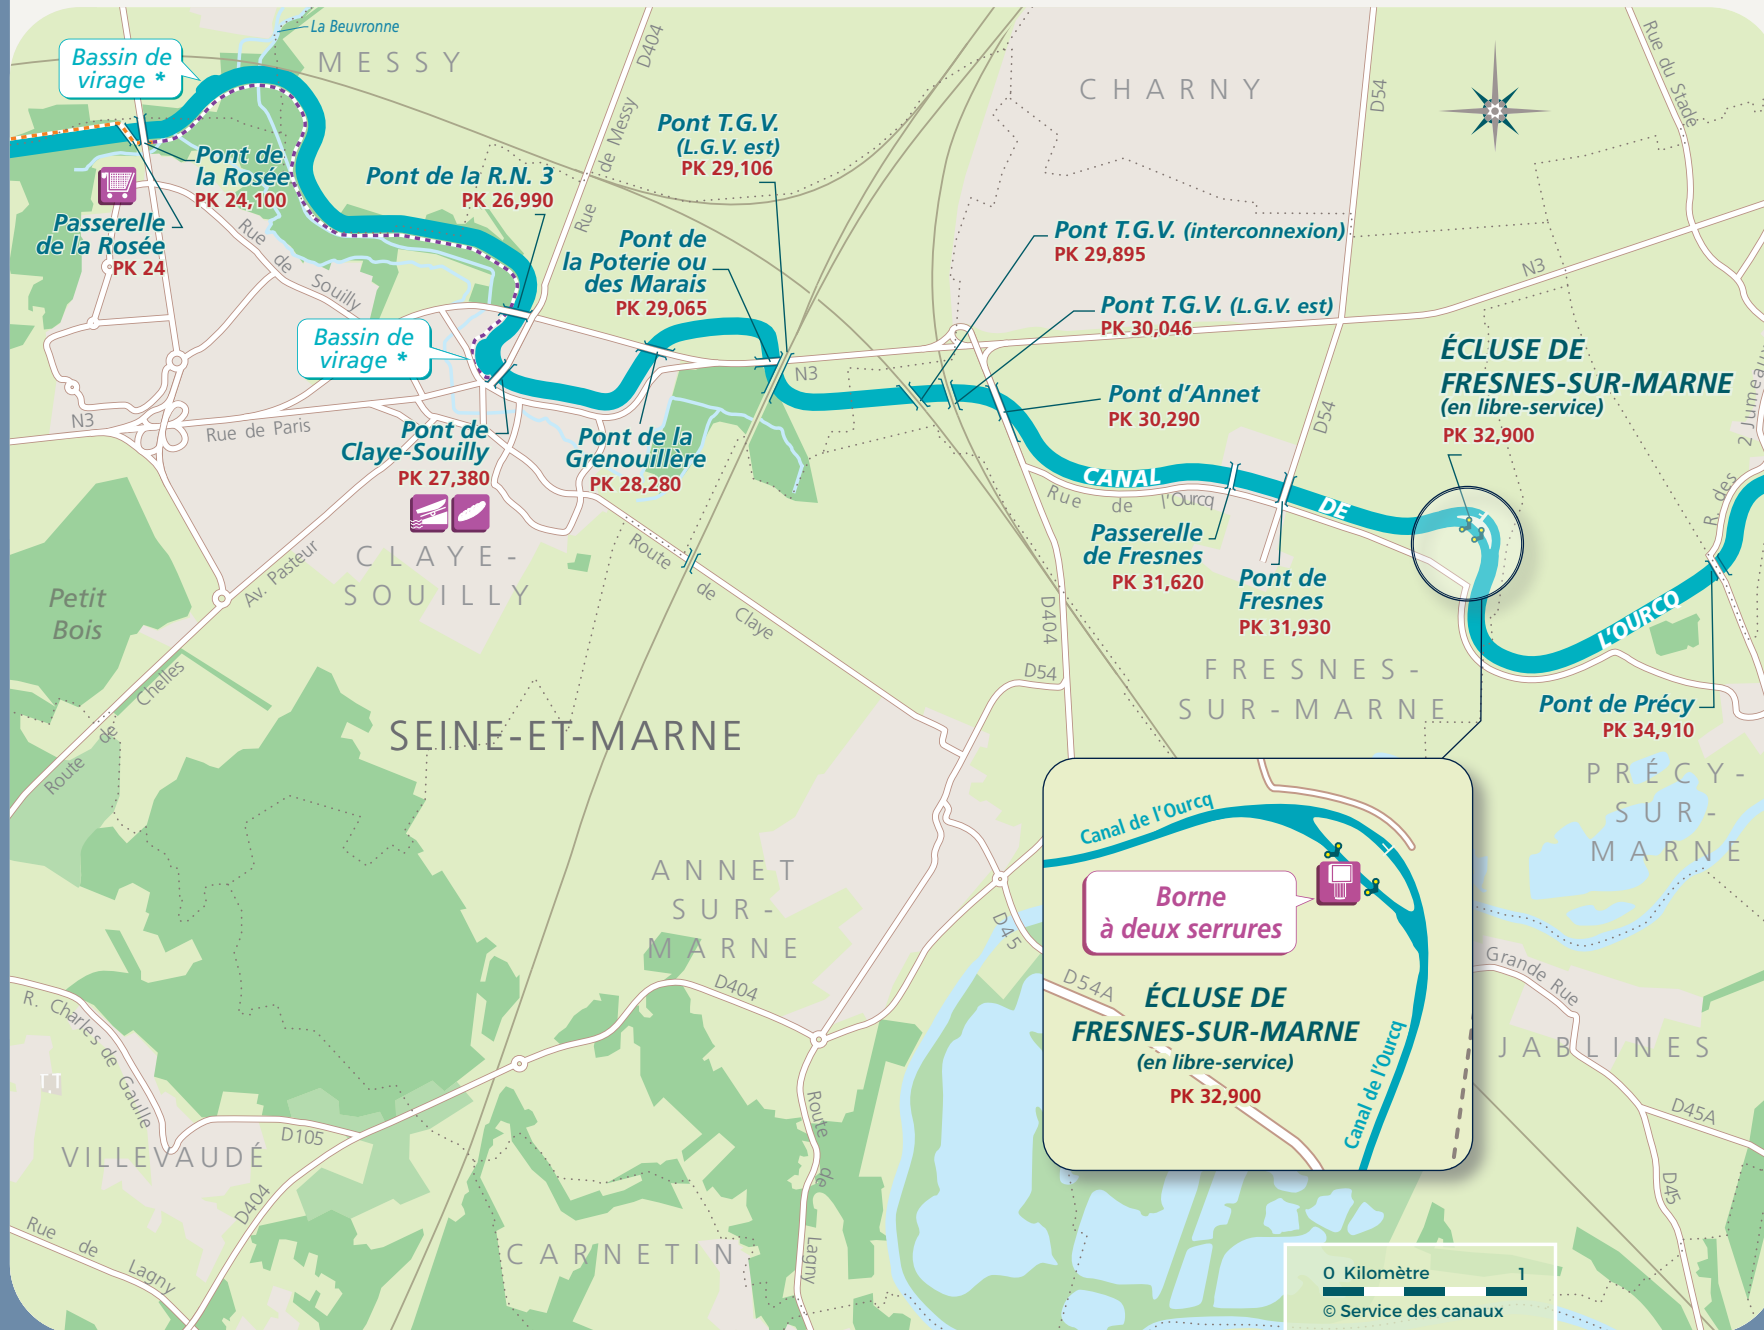 La Beuvronne
MESSY
Bassin de
virage *
D404
CHARNY
D54
Rue du Stade
Pont T.G.V.
(L.G.V. est)
PK 29,106
Rue de Messy
Pont de
la Rosée
PK 24,100
Pont de la R.N. 3
PK 26,990
Passerelle
de la Rosée
PK 24
Rue de Souilly
Pont de
la Poterie ou
des Marais
PK 29,065
Pont T.G.V. (interconnexion)
PK 29,895
N3
Pont T.G.V. (L.G.V. est)
PK 30,046
Bassin de
virage *
ÉCLUSE DE
FRESNES-SUR-MARNE
(en libre-service)
PK 32,900
N3
Pont d'Annet
PK 30,290
D54
2 Jumeaux
N3
Rue de Paris
Pont de
Claye-Souilly
PK 27,380
Pont de la
Grenouillère
PK 28,280
CANAL
DE
L'OURCQ
Rue de l'Ourcq
R. des
Passerelle
de Fresnes
PK 31,620
Pont de
Fresnes
PK 31,930
CLAYE-
SOUILLY
Av. Pasteur
Route de Claye
Petit
Bois
D404
D54
FRESNES-
SUR-MARNE
Pont de Précy
PK 34,910
Route de Chelles
SEINE-ET-MARNE
PRÉCY-
SUR-
MARNE
Canal de l'Ourcq
ANNET
SUR-
MARNE
Borne
à deux serrures
D45
D404
D54A
ÉCLUSE DE
FRESNES-SUR-MARNE
(en libre-service)
PK 32,900
Canal de l'Ourcq
Grande Rue
JABLINES
R. Charles de Gaulle
D45A
D105
VILLEVAUDÉ
D404
Route de Lagny
D45
Rue de Lagny
CARNETIN
0 Kilomètre 1
© Service des canaux